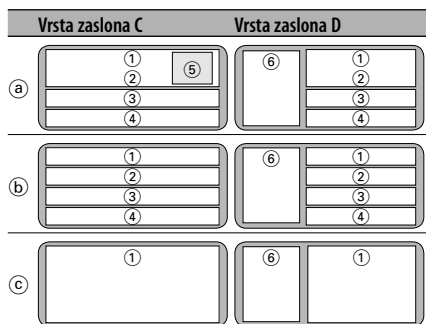 Vrsta zaslona C Vrsta zaslona D
① ⑤ ⑥ ①
ⓐ ② ②
③ ③
④ ④
① ⑥ ①
② ②
ⓑ ③ ③
④ ④
① ⑥ ①
ⓒ